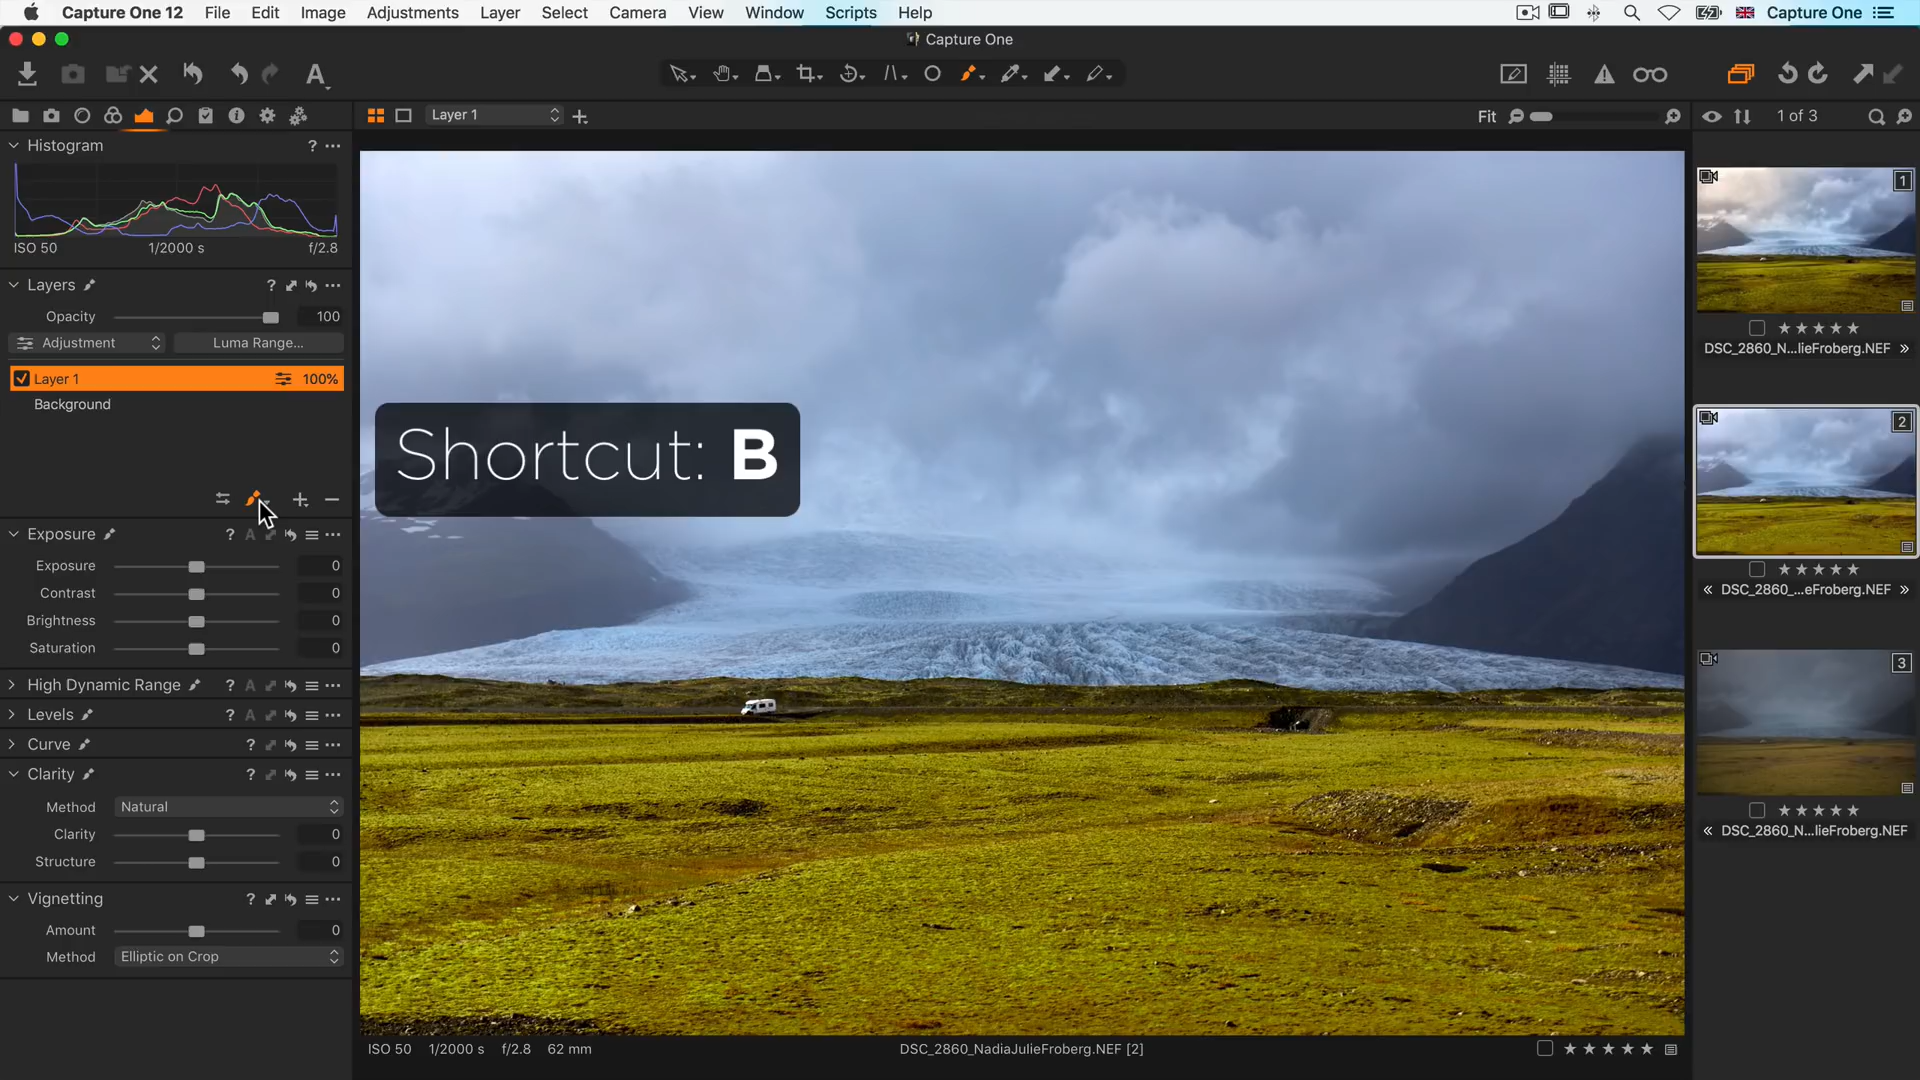 Capture One 12 File Edit Image Adjustments Layer Select Camera View Window Scripts Help Capture One
Capture One
Layer 1
Fit
1 of 3
Histogram ?
ISO 50 1/2000 s f/2.8
Layers ?
Opacity 100
Adjustment Luma Range...
Layer 1 100%
Background
Shortcut: B
Exposure ? A
Exposure 0
Contrast 0
Brightness 0
Saturation 0
High Dynamic Range ? A
Levels ? A
Curve ?
Clarity ?
Method Natural
Clarity 0
Structure 0
Vignetting ?
Amount 0
Method Elliptic on Crop
1
DSC_2860_N...lieFroberg.NEF »
2
« DSC_2860_...eFroberg.NEF »
3
« DSC_2860_N...lieFroberg.NEF
ISO 50 1/2000 s f/2.8 62 mm
DSC_2860_NadiaJulieFroberg.NEF [2]